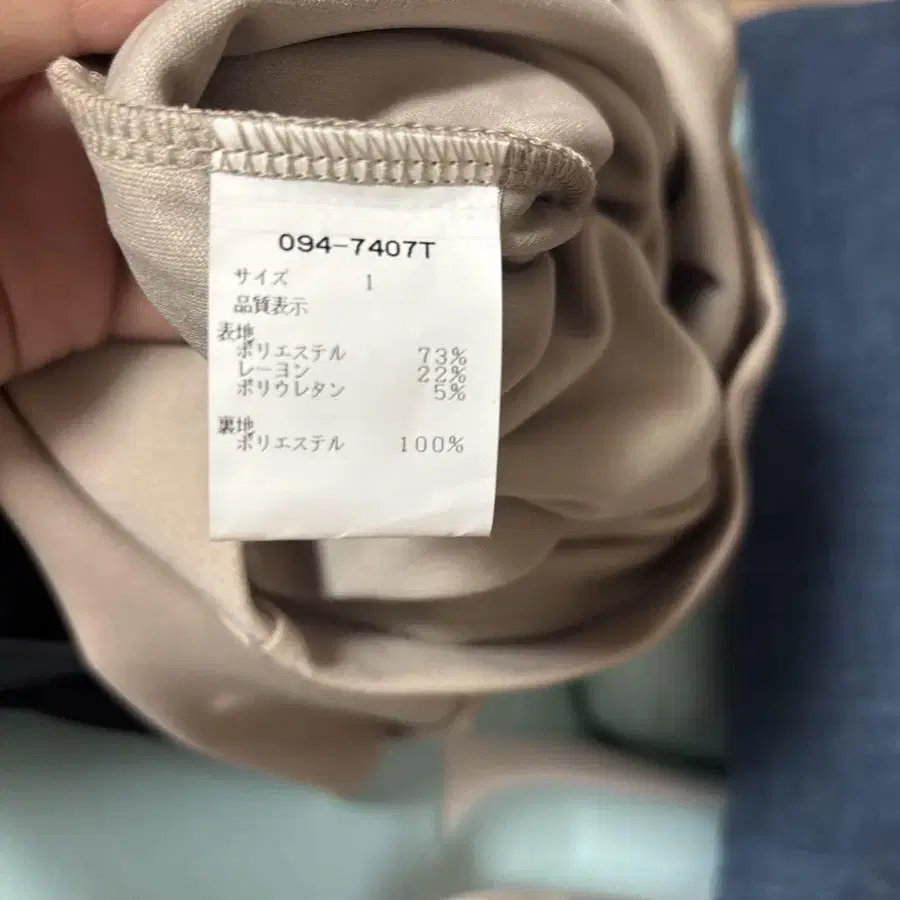 094-7407T
サイズ 1
品質表示
表地
ポリエステル 73%
レーヨン 22%
ポリウレタン 5%
裏地
ポリエステル 100%